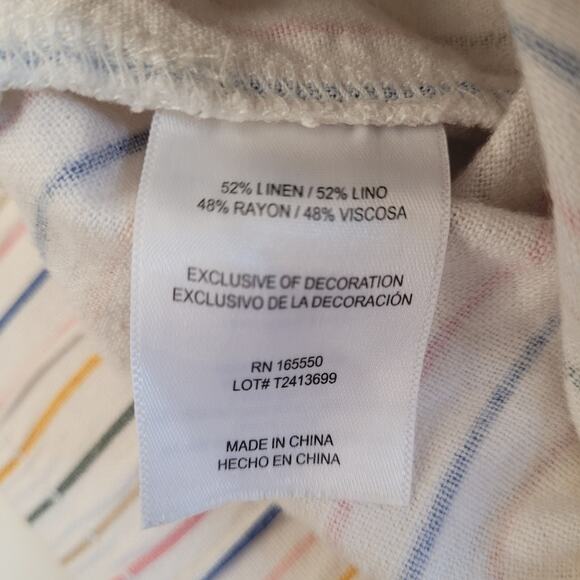 52% LINEN / 52% LINO
48% RAYON / 48% VISCOSA
EXCLUSIVE OF DECORATION
EXCLUSIVO DE LA DECORACIÓN
RN 165550
LOT# T2413699
MADE IN CHINA
HECHO EN CHINA